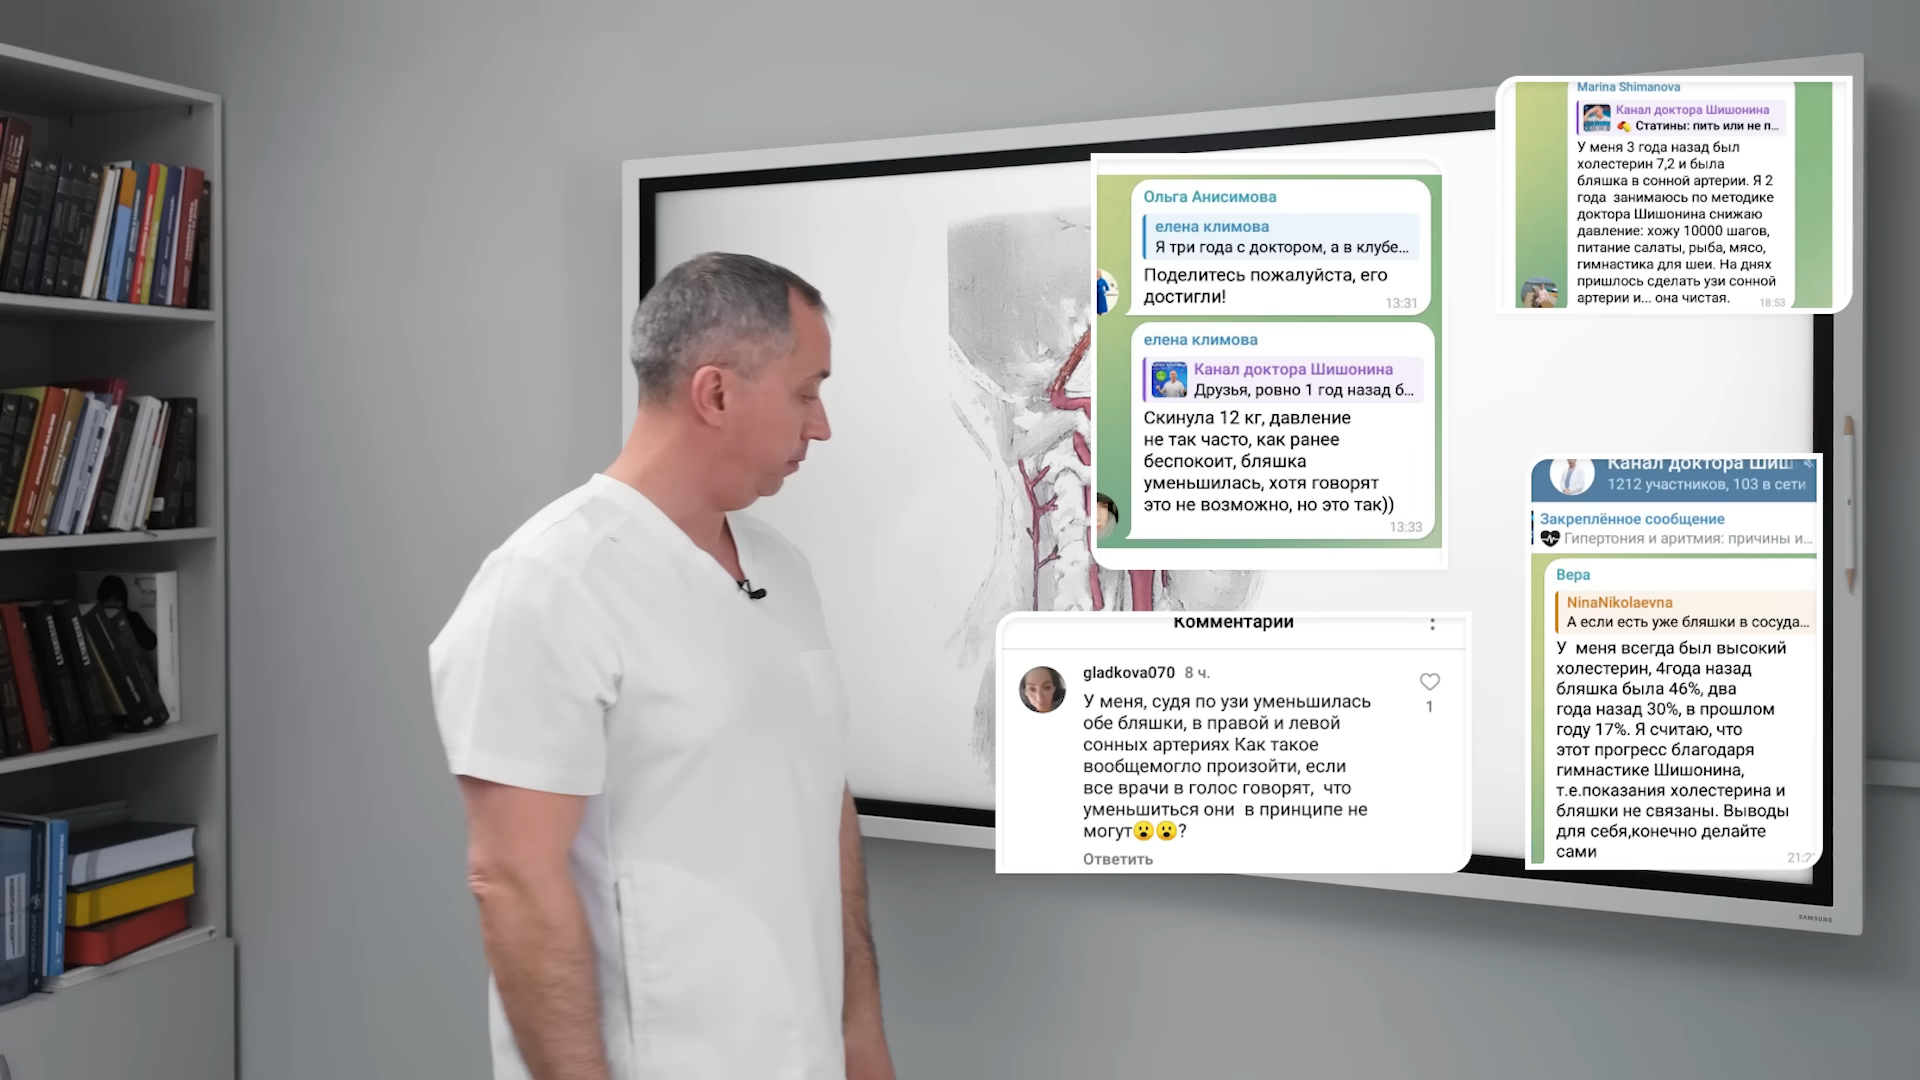 Ольга Анисимова
елена климова
Я три года с доктором, а в клубе...
Поделитесь пожалуйста, его
достигли!
13:31
елена климова
Канал доктора Шишонина
Друзья, ровно 1 год назад б...
Скинула 12 кг, давление
не так часто, как ранее
беспокоит, бляшка
уменьшилась, хотя говорят
это не возможно, но это так))
13:33
Marina Shimanova
Канал доктора Шишонина
Статины: пить или не п...
У меня 3 года назад был
холестерин 7,2 и была
бляшка в сонной артерии. Я 2
года занимаюсь по методике
доктора Шишонина снижаю
давление: хожу 10000 шагов,
питание салаты, рыба, мясо,
гимнастика для шеи. На днях
пришлось сделать узи сонной
артерии и... она чистая.
18:53
Комментарии
gladkova070 8 ч.
У меня, судя по узи уменьшилась
обе бляшки, в правой и левой
сонных артериях Как такое
вообщемогло произойти, если
все врачи в голос говорят, что
уменьшиться они в принципе не
могут😮😮?
1
Ответить
Канал доктора Шиш
1212 участников, 103 в сети
Закреплённое сообщение
Гипертония и аритмия: причины и...
Вера
NinaNikolaevna
А если есть уже бляшки в сосуда...
У меня всегда был высокий
холестерин, 4года назад
бляшка была 46%, два
года назад 30%, в прошлом
году 17%. Я считаю, что
этот прогресс благодаря
гимнастике Шишонина,
т.е.показания холестерина и
бляшки не связаны. Выводы
для себя,конечно делайте
сами
SAMSUNG